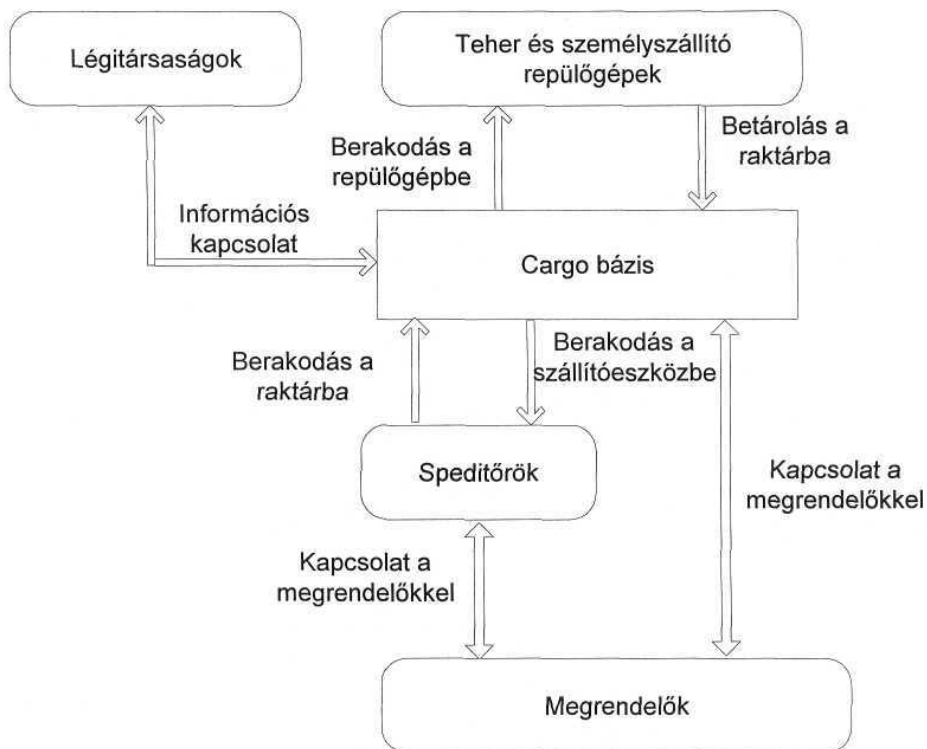 Légitársaságok
Teher és személyszállító
repülőgépek
Berakodás a
repülőgépbe
Betárolás a
raktárba
Információs
kapcsolat
Cargo bázis
Berakodás a
raktárba
Berakodás a
szállítóeszközbe
Speditőrök
Kapcsolat a
megrendelőkkel
Kapcsolat a
megrendelőkkel
Megrendelők